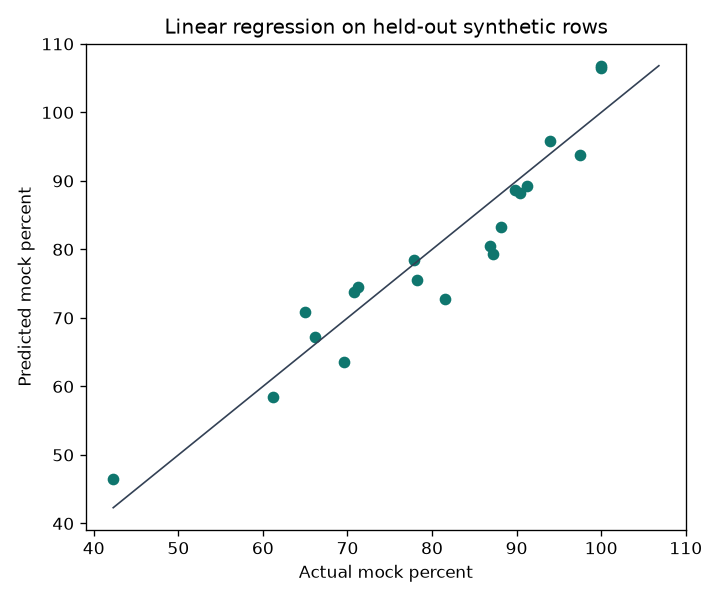 Linear regression on held-out synthetic rows
110
100
90
80
70
60
50
40
Predicted mock percent
40 50 60 70 80 90 100 110
Actual mock percent